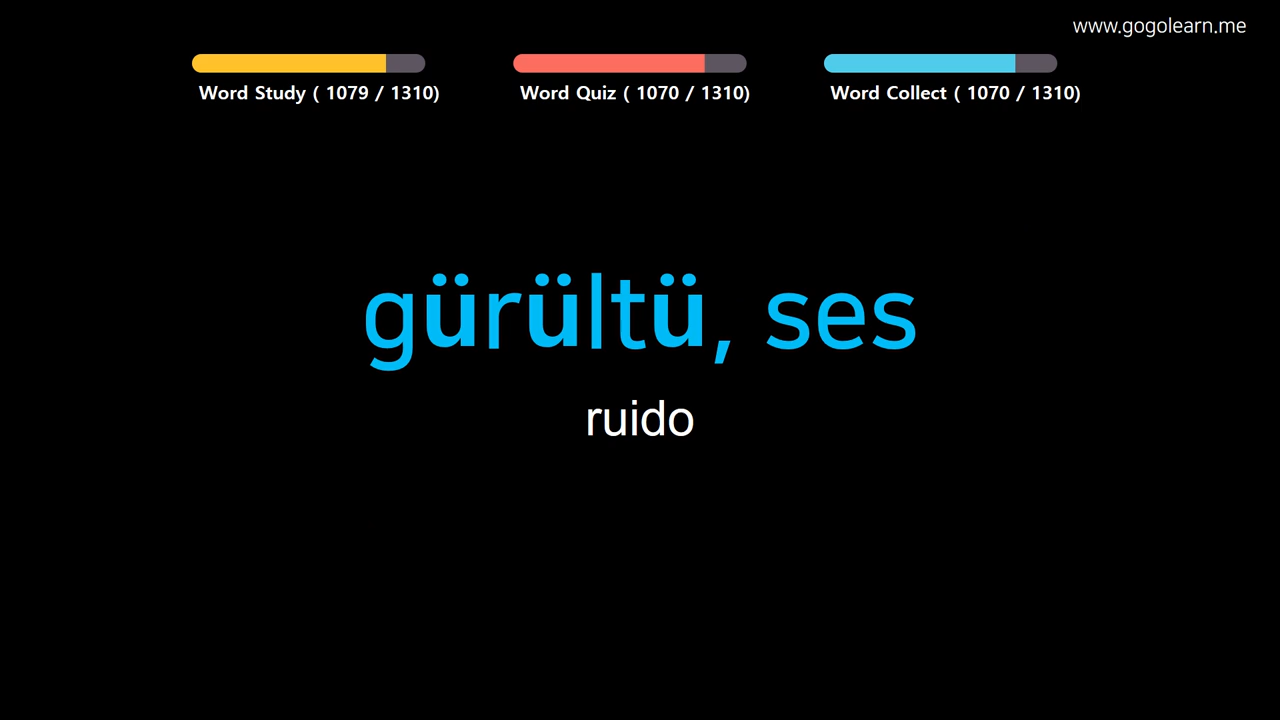 www.gogolearn.me
Word Study ( 1079 / 1310)
Word Quiz ( 1070 / 1310)
Word Collect ( 1070 / 1310)
gürültü, ses
ruido